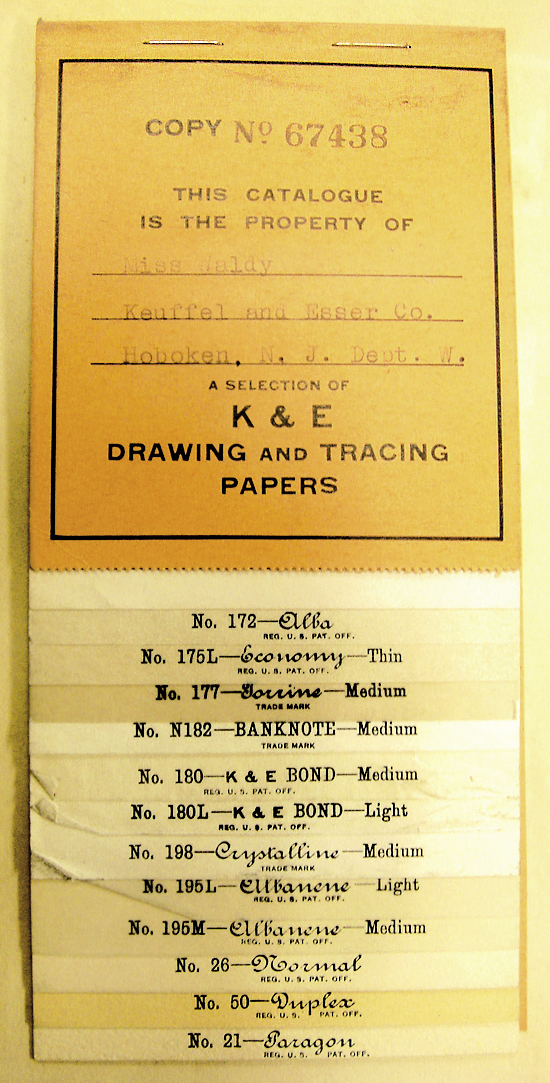 COPY No 67438
THIS CATALOGUE
IS THE PROPERTY OF
Miss Waldy
Keuffel and Esser Co.
Hoboken, N. J. Dept. W.
A SELECTION OF
K & E
DRAWING AND TRACING
PAPERS
No. 172—Alba
REG. U. S. PAT. OFF.
No. 175L—Economy—Thin
REG. U. S. PAT. OFF.
No. 177—Corrine—Medium
TRADE MARK
No. N182—BANKNOTE—Medium
TRADE MARK
No. 180—K & E BOND—Medium
REG. U. S. PAT. OFF.
No. 180L—K & E BOND—Light
REG. U. S. PAT. OFF.
No. 198—Crystalline—Medium
TRADE MARK
No. 195L—Albanene—Light
REG. U. S. PAT. OFF.
No. 195M—Albanene—Medium
REG. U. S. PAT. OFF.
No. 26—Normal
REG. U. S. PAT. OFF.
No. 50—Duplex
REG. U. S. PAT. OFF.
No. 21—Paragon
REG. U. S. PAT. OFF.